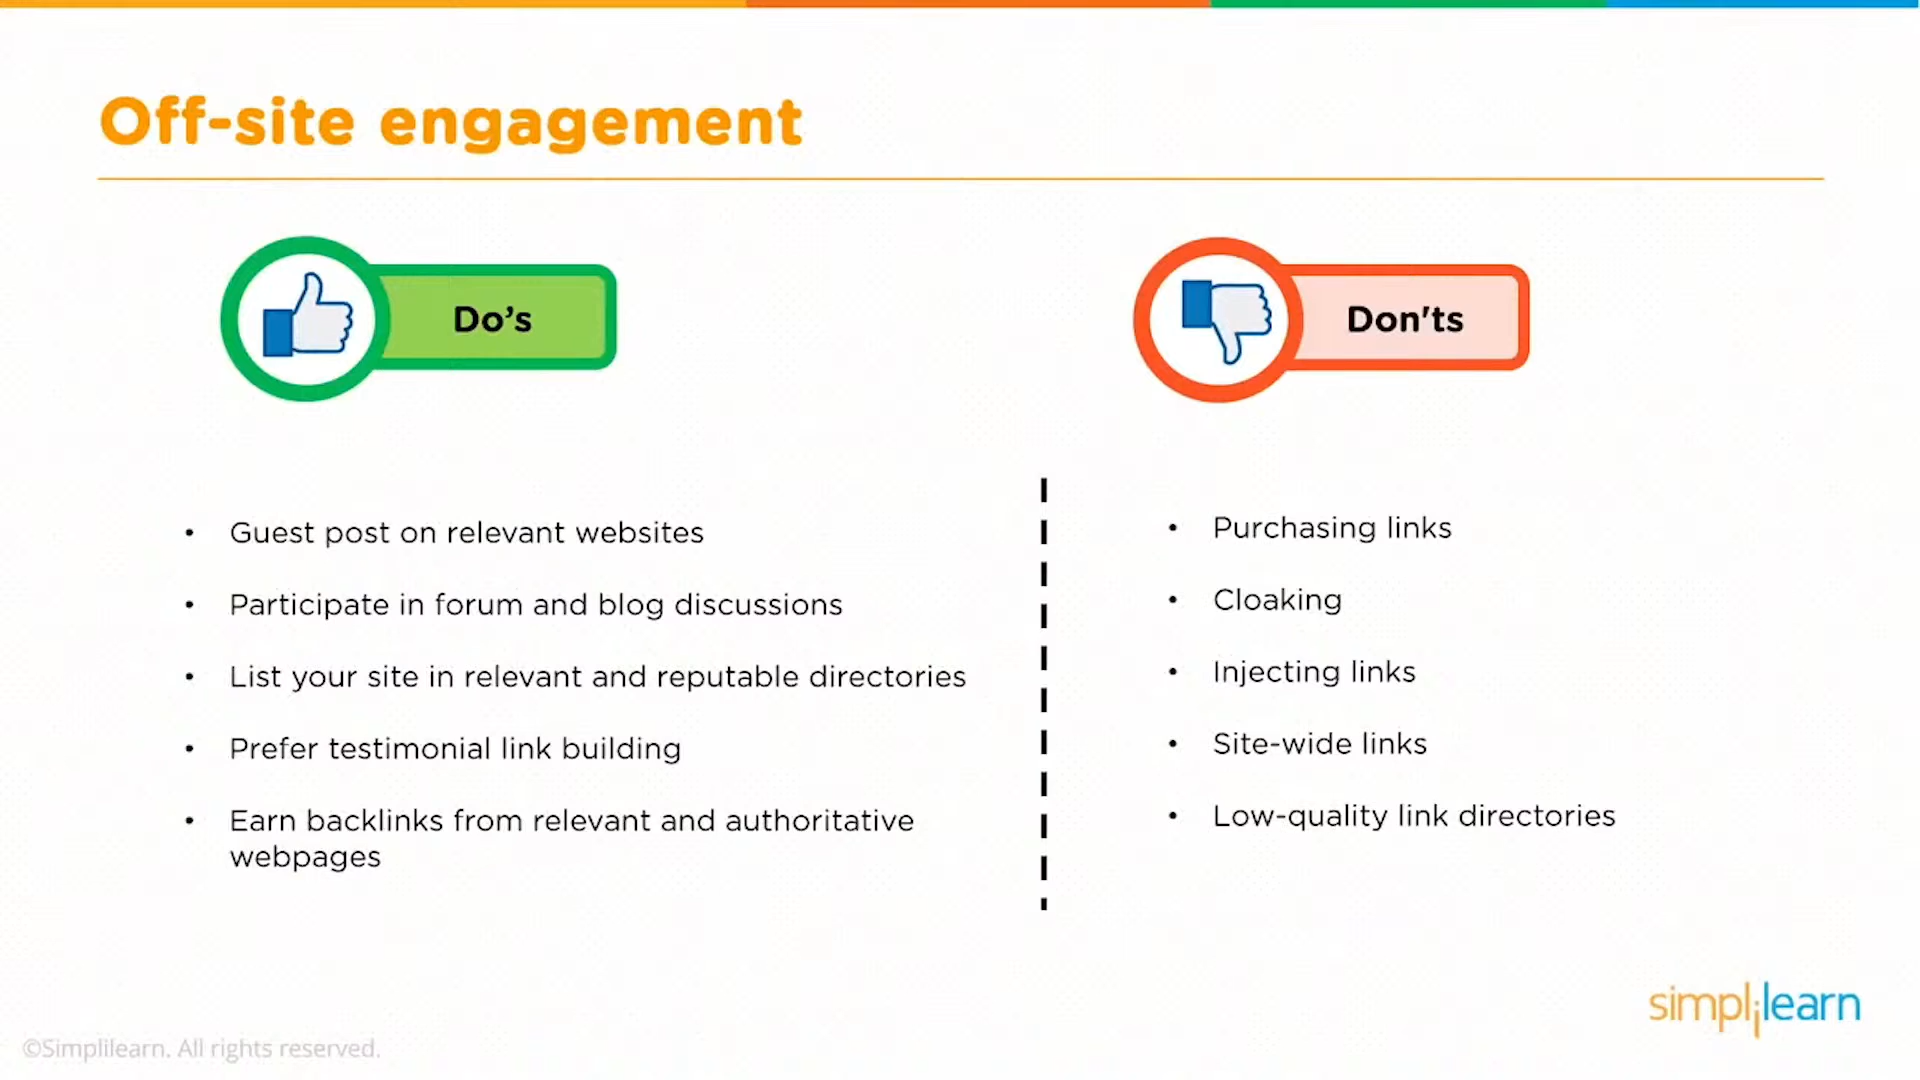 Off-site engagement
Do’s
Don'ts
• Guest post on relevant websites
• Participate in forum and blog discussions
• List your site in relevant and reputable directories
• Prefer testimonial link building
• Earn backlinks from relevant and authoritative
webpages
• Purchasing links
• Cloaking
• Injecting links
• Site-wide links
• Low-quality link directories
simplilearn
©Simplilearn. All rights reserved.